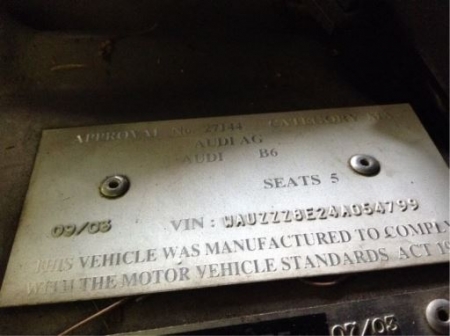 APPROVAL No 27144 CATEGORY MA
AUDI AG
AUDI B6
SEATS 5
09/03 VIN : WAUZZZ8E24A054799
THIS VEHICLE WAS MANUFACTURED TO COMPLY
WITH THE MOTOR VEHICLE STANDARDS ACT 19
07/03